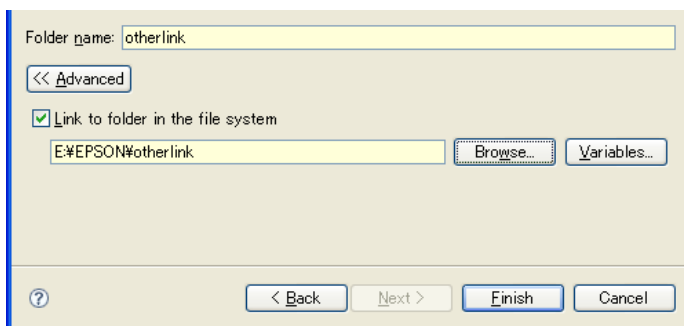 Folder name: otherlink
<< Advanced
Link to folder in the file system
E:¥EPSON¥otherlink Browse... Variables...
? < Back Next > Finish Cancel